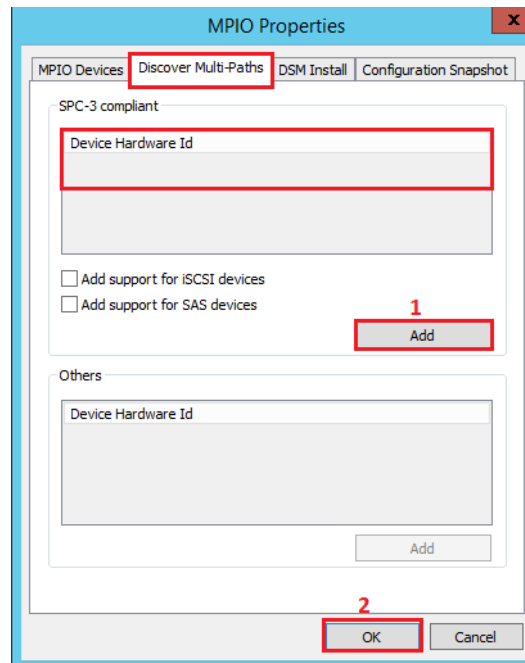 MPIO Properties
x
MPIO Devices Discover Multi-Paths DSM Install Configuration Snapshot
SPC-3 compliant
Device Hardware Id
Add support for iSCSI devices
Add support for SAS devices
1
Add
Others
Device Hardware Id
Add
2
OK Cancel